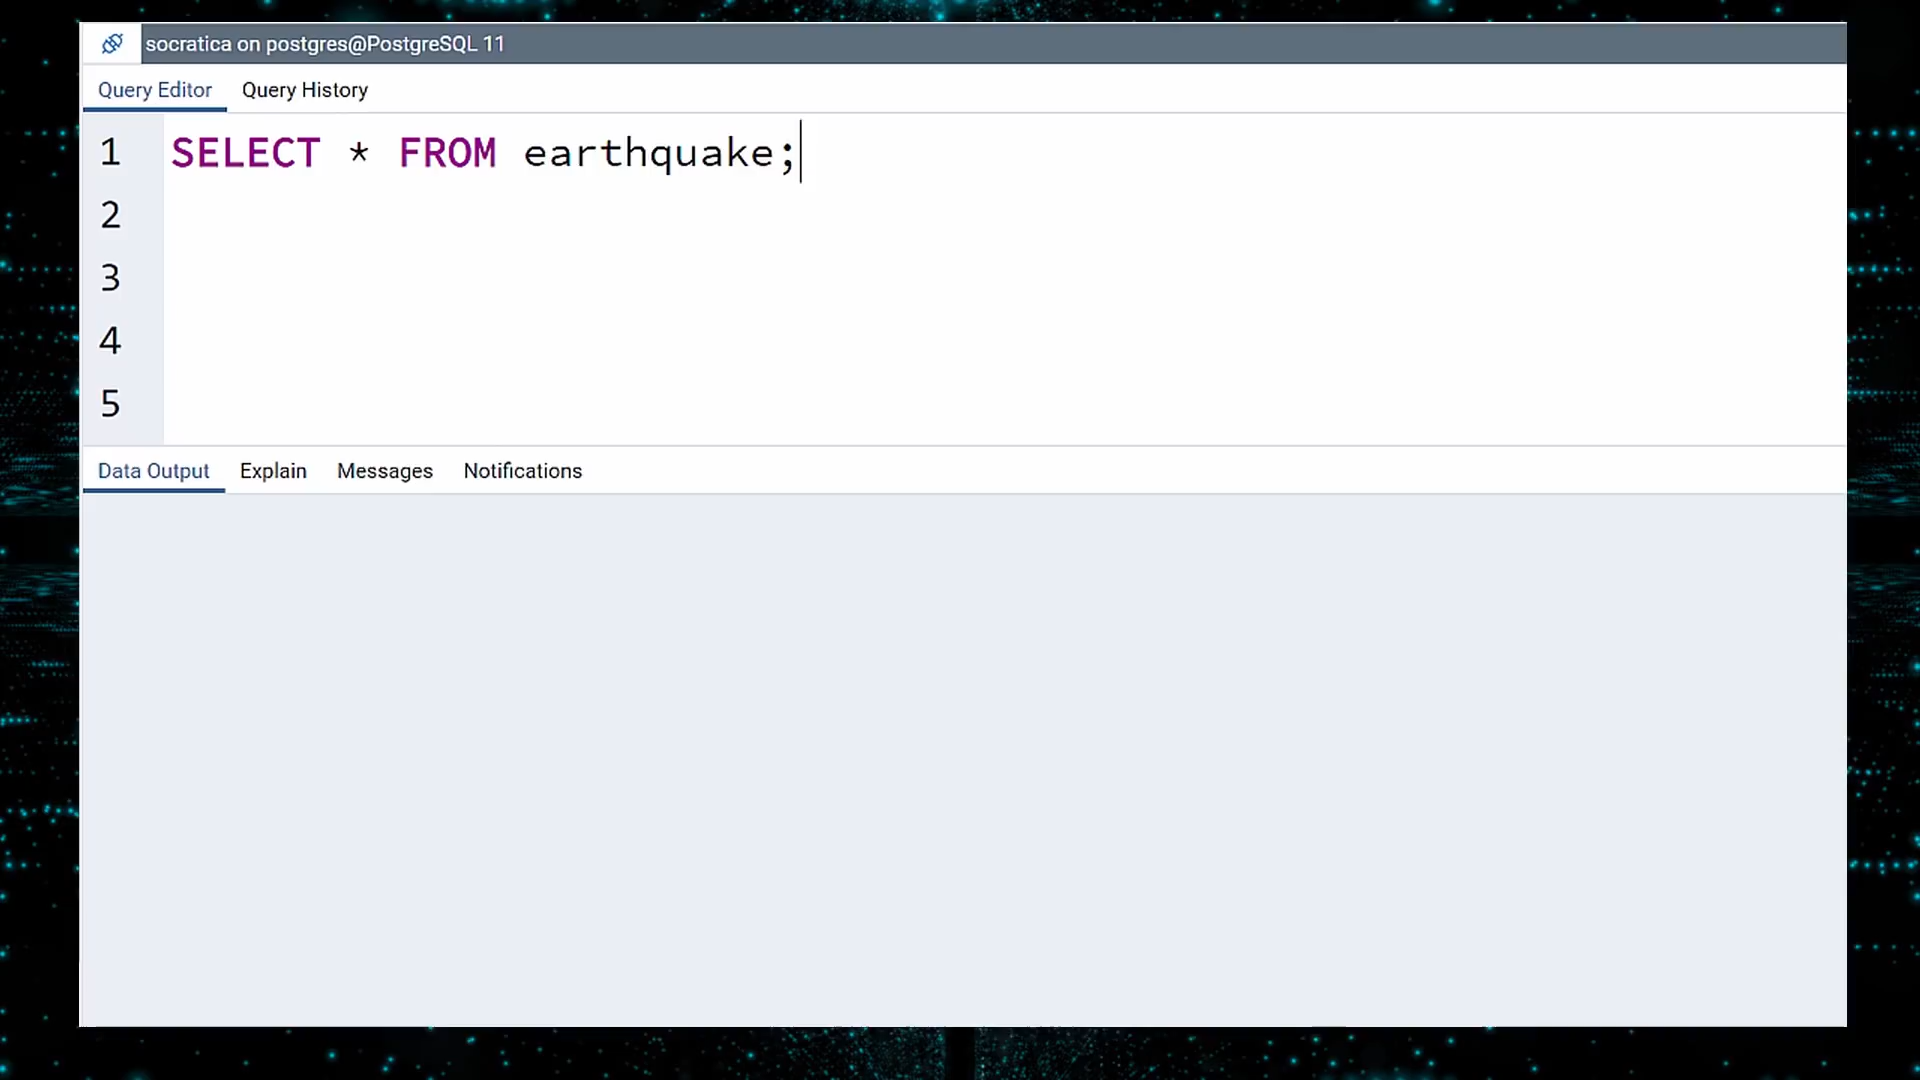 socratica on postgres@PostgreSQL 11
Query Editor Query History
1 SELECT * FROM earthquake;
2
3
4
5
Data Output Explain Messages Notifications